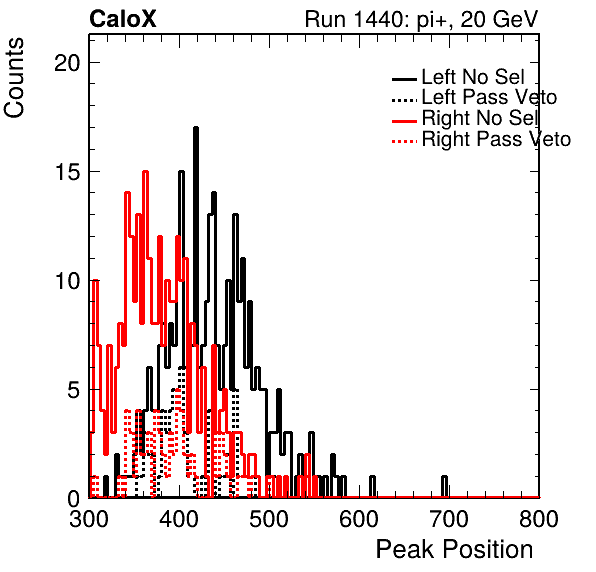 CaloX Run 1440: pi+, 20 GeV
Counts
20
15
10
5
0
Left No Sel
Left Pass Veto
Right No Sel
Right Pass Veto
300 400 500 600 700 800
Peak Position